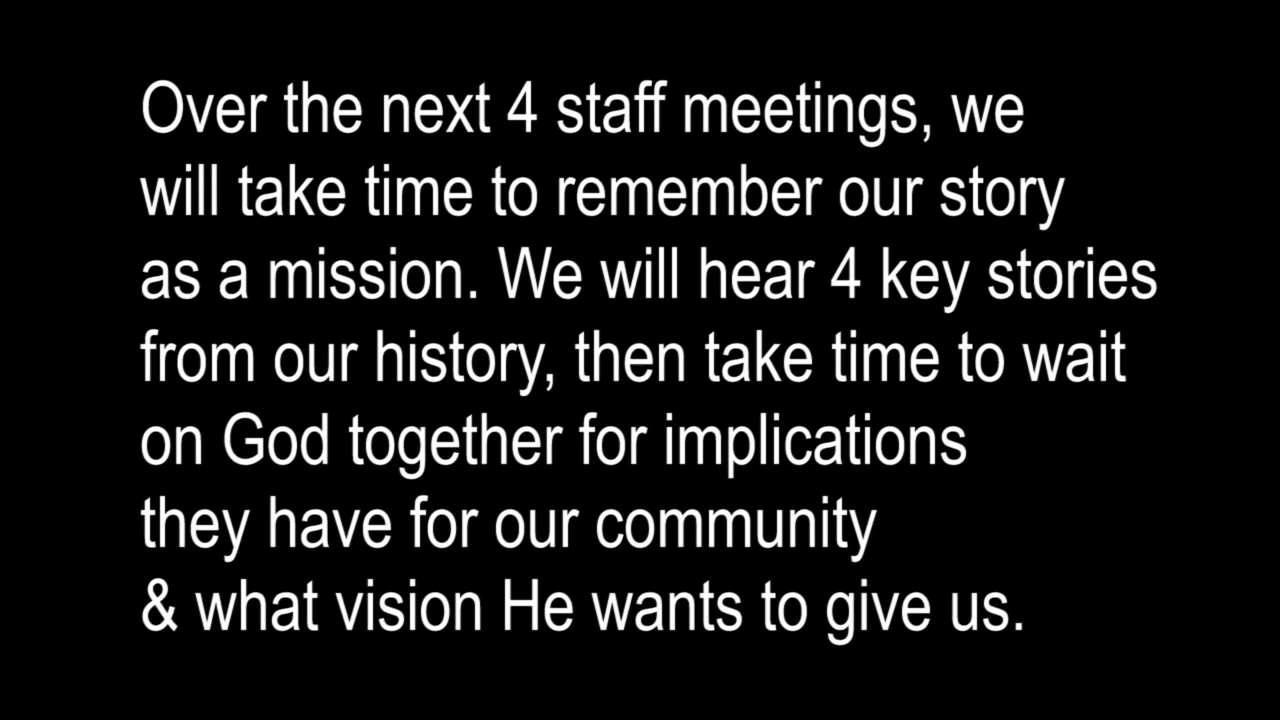 Over the next 4 staff meetings, we
will take time to remember our story
as a mission. We will hear 4 key stories
from our history, then take time to wait
on God together for implications
they have for our community
& what vision He wants to give us.